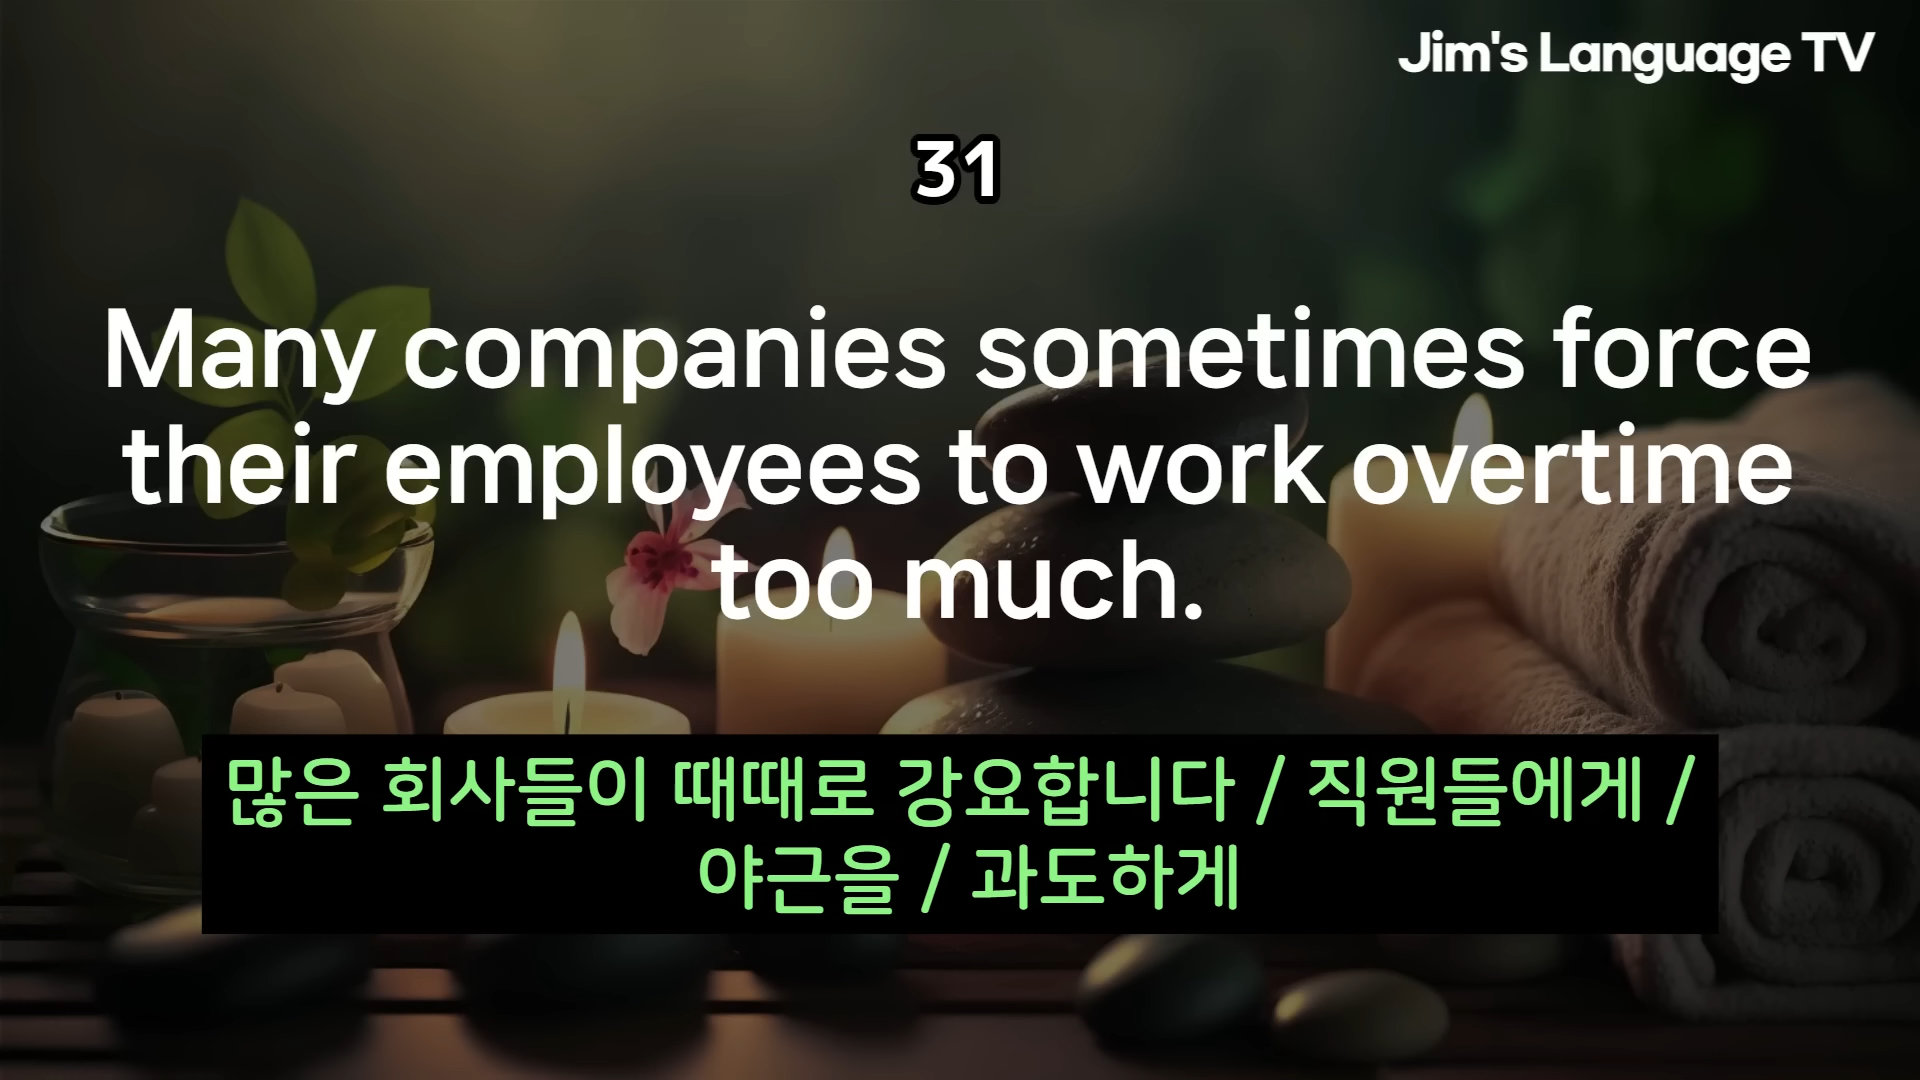 Jim's Language TV
31
Many companies sometimes force
their employees to work overtime
too much.
많은 회사들이 때때로 강요합니다 / 직원들에게 /
야근을 / 과도하게